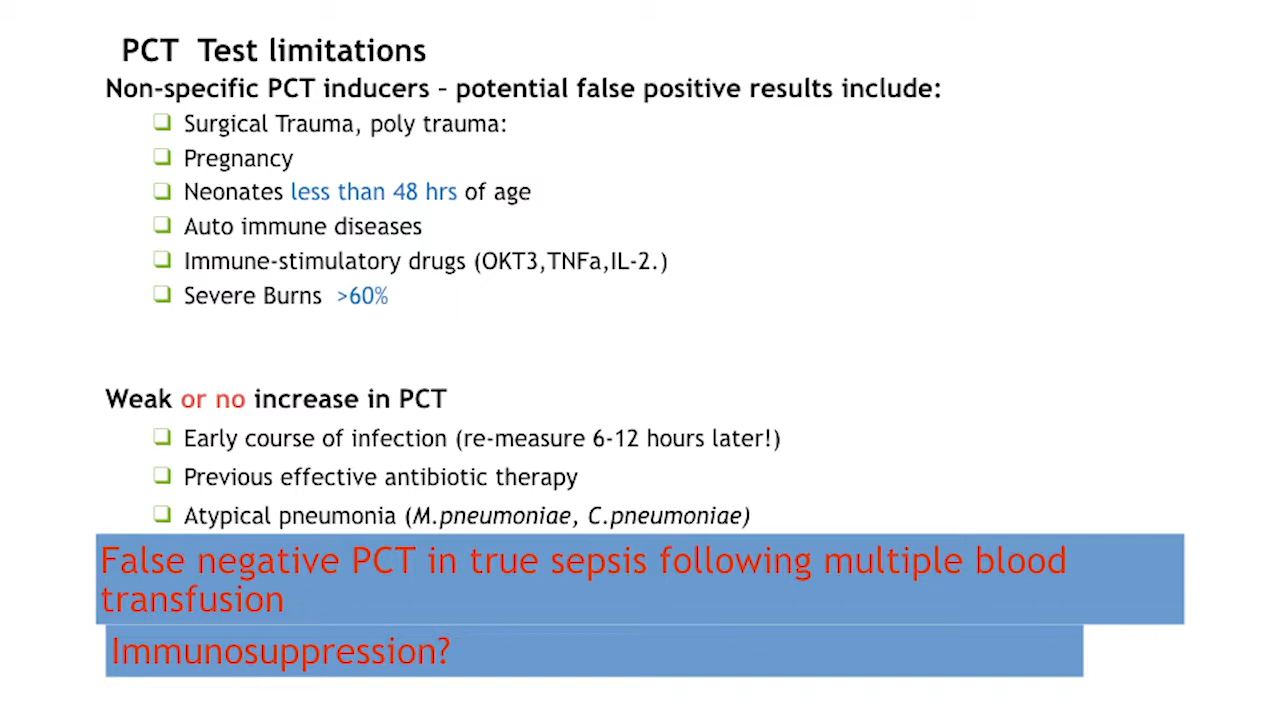 PCT Test limitations
Non-specific PCT inducers – potential false positive results include:
❑ Surgical Trauma, poly trauma:
❑ Pregnancy
❑ Neonates less than 48 hrs of age
❑ Auto immune diseases
❑ Immune-stimulatory drugs (OKT3,TNFa,IL-2.)
❑ Severe Burns >60%
Weak or no increase in PCT
❑ Early course of infection (re-measure 6-12 hours later!)
❑ Previous effective antibiotic therapy
❑ Atypical pneumonia (M.pneumoniae, C.pneumoniae)
False negative PCT in true sepsis following multiple blood
transfusion
Immunosuppression?